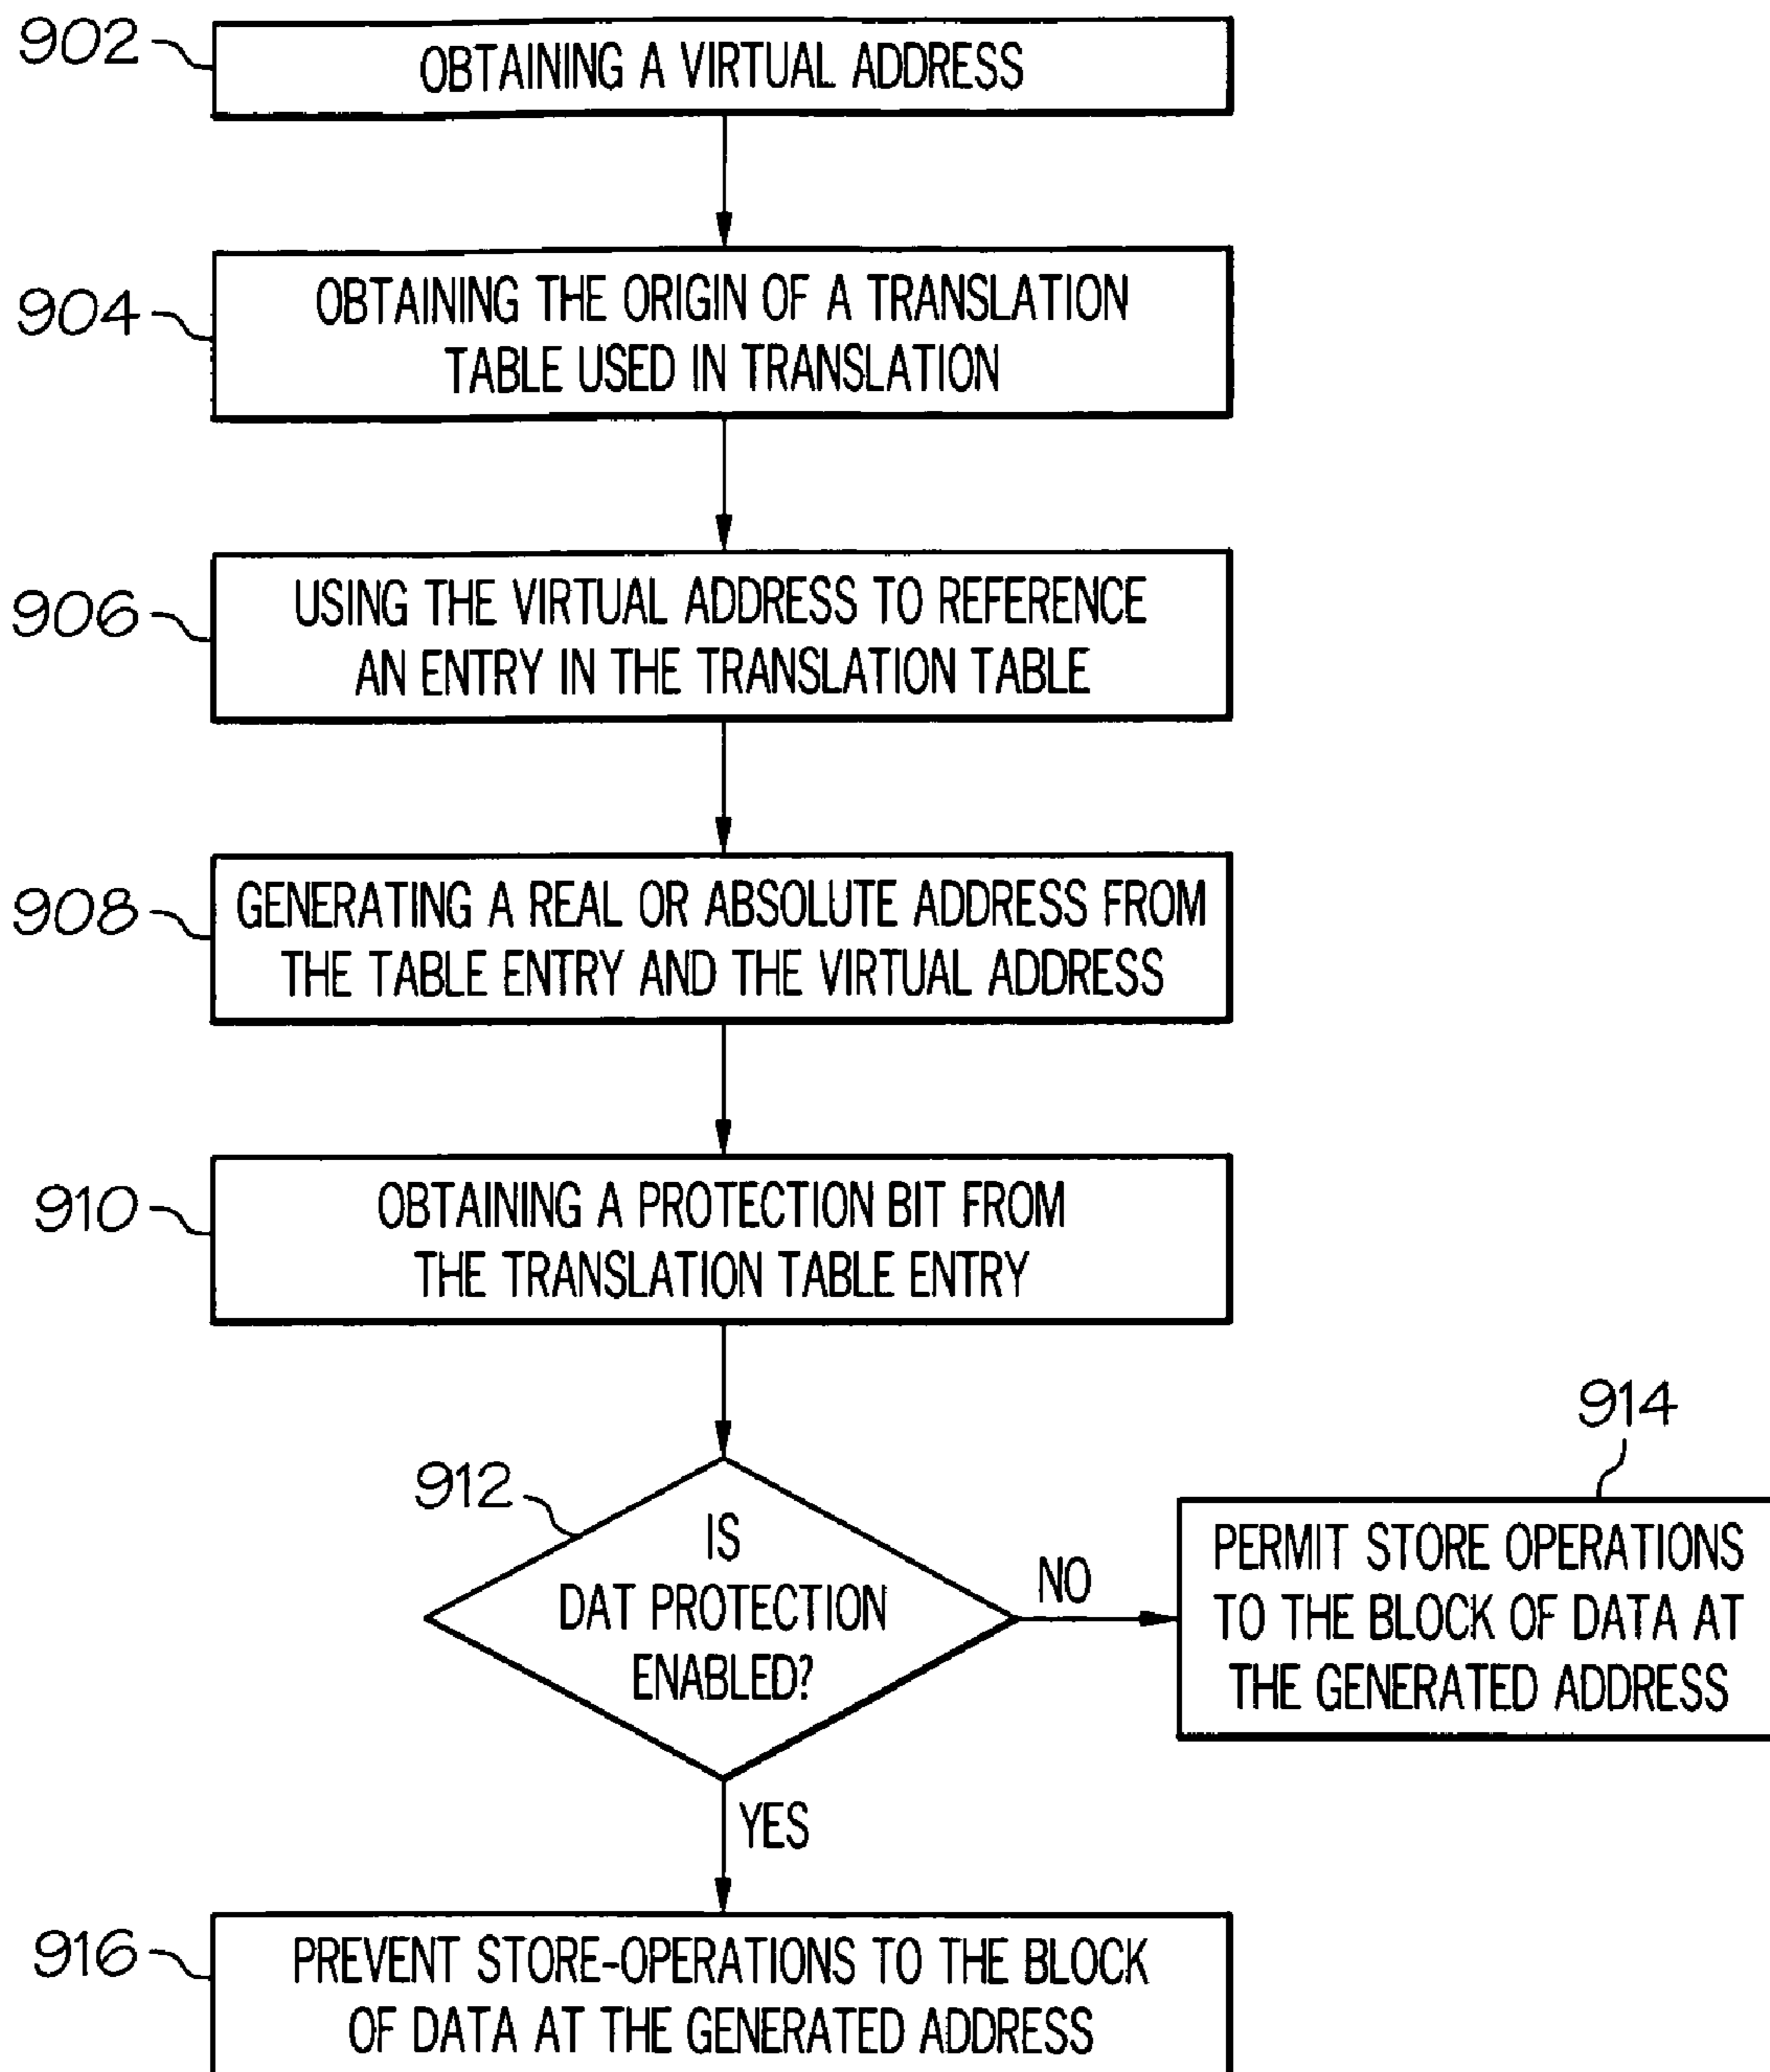 902
OBTAINING A VIRTUAL ADDRESS
904
OBTAINING THE ORIGIN OF A TRANSLATION
TABLE USED IN TRANSLATION
906
USING THE VIRTUAL ADDRESS TO REFERENCE
AN ENTRY IN THE TRANSLATION TABLE
908
GENERATING A REAL OR ABSOLUTE ADDRESS FROM
THE TABLE ENTRY AND THE VIRTUAL ADDRESS
910
OBTAINING A PROTECTION BIT FROM
THE TRANSLATION TABLE ENTRY
912
IS
DAT PROTECTION
ENABLED?
NO
914
PERMIT STORE OPERATIONS
TO THE BLOCK OF DATA AT
THE GENERATED ADDRESS
YES
916
PREVENT STORE-OPERATIONS TO THE BLOCK
OF DATA AT THE GENERATED ADDRESS